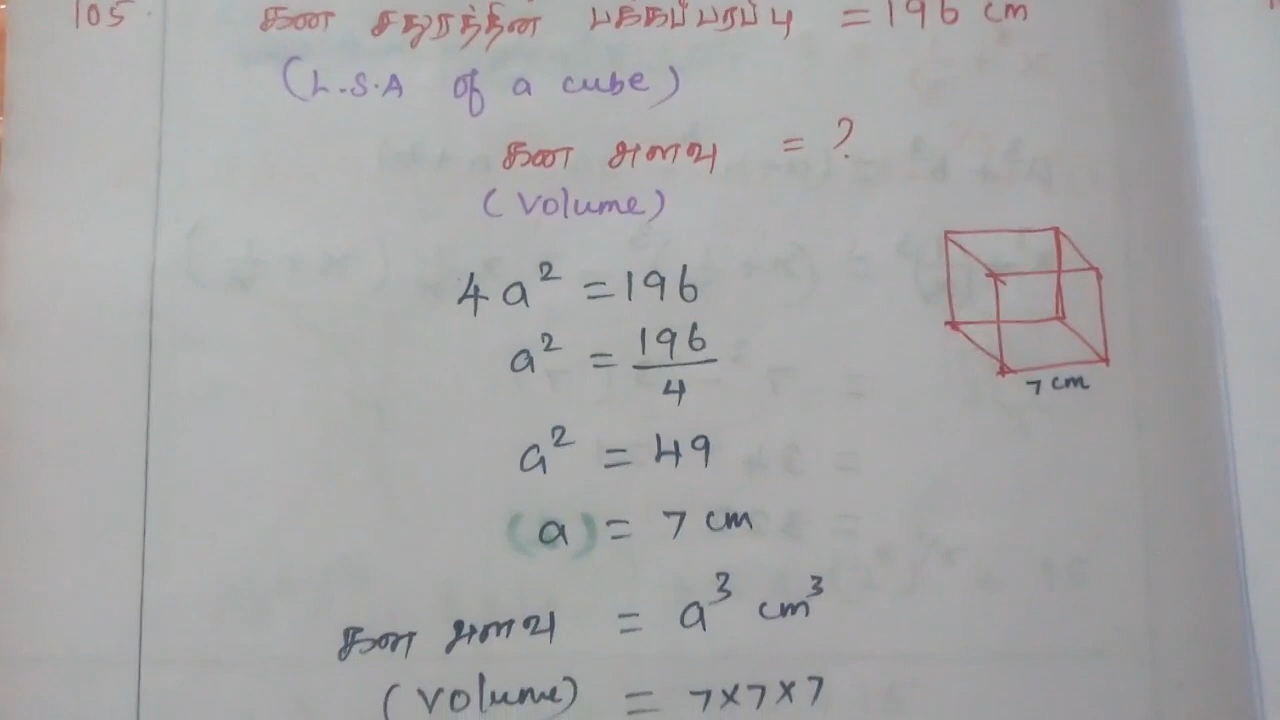 105. கன சதுரத்தின் பக்கப்பரப்பு = 196 cm
(L.S.A of a cube)
கன அளவு = ?
(Volume)
4a² = 196
a² = 196/4
a² = 49
(a) = 7 cm
7 cm
கன அளவு = a³ cm³
(Volume) = 7×7×7